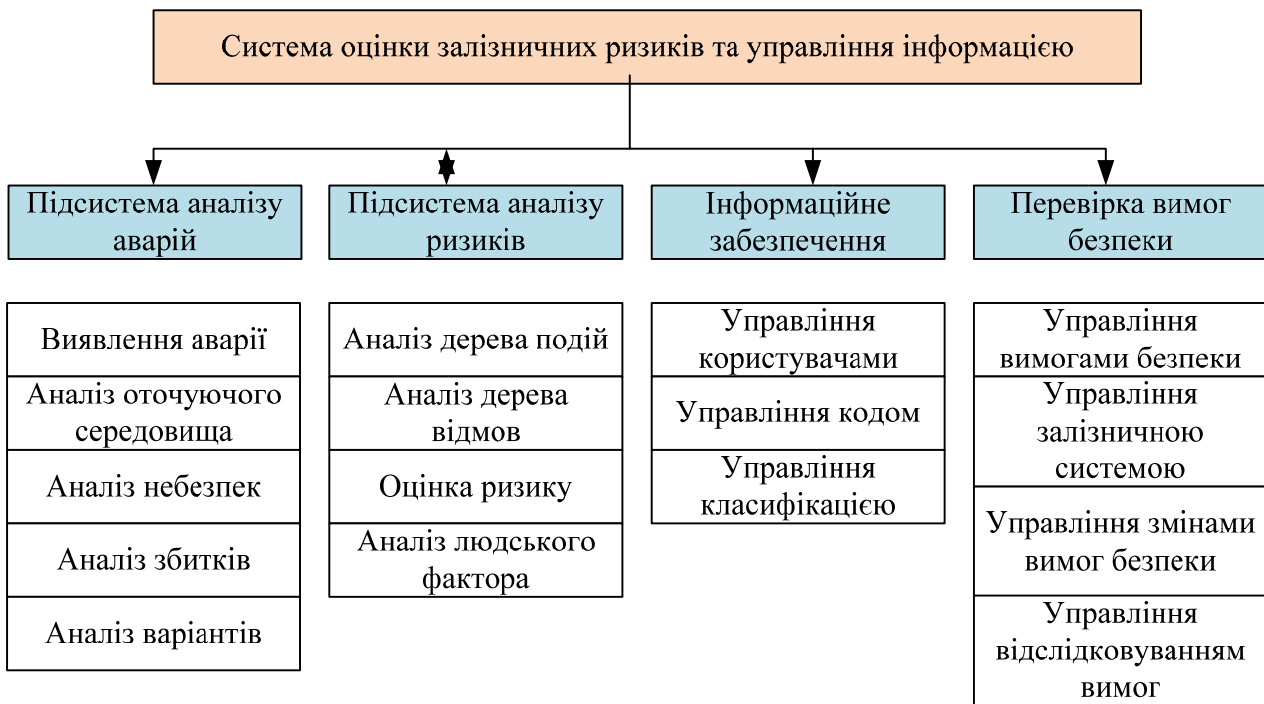 Система оцінки залізничних ризиків та управління інформацією
Підсистема аналізу
аварій
Підсистема аналізу
ризиків
Інформаційне
забезпечення
Перевірка вимог
безпеки
Виявлення аварії
Аналіз оточуючого
середовища
Аналіз небезпек
Аналіз збитків
Аналіз варіантів
Аналіз дерева подій
Аналіз дерева
відмов
Оцінка ризику
Аналіз людського
фактора
Управління
користувачами
Управління кодом
Управління
класифікацією
Управління
вимогами безпеки
Управління
залізничною
системою
Управління змінами
вимог безпеки
Управління
відслідковуванням
вимог